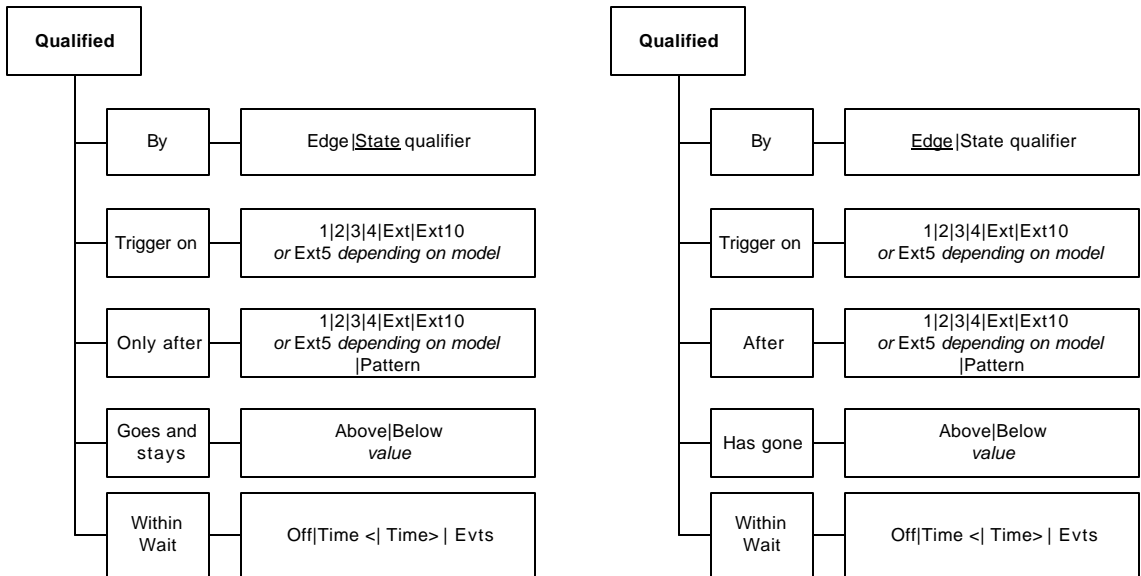 Qualified
By
Edge|State qualifier
Trigger on
1|2|3|4|Ext|Ext10
or Ext5 depending on model
Only after
1|2|3|4|Ext|Ext10
or Ext5 depending on model
|Pattern
Goes and
stays
Above|Below
value
Within
Wait
Off|Time <| Time> | Evts
Qualified
By
Edge|State qualifier
Trigger on
1|2|3|4|Ext|Ext10
or Ext5 depending on model
After
1|2|3|4|Ext|Ext10
or Ext5 depending on model
|Pattern
Has gone
Above|Below
value
Within
Wait
Off|Time <| Time> | Evts